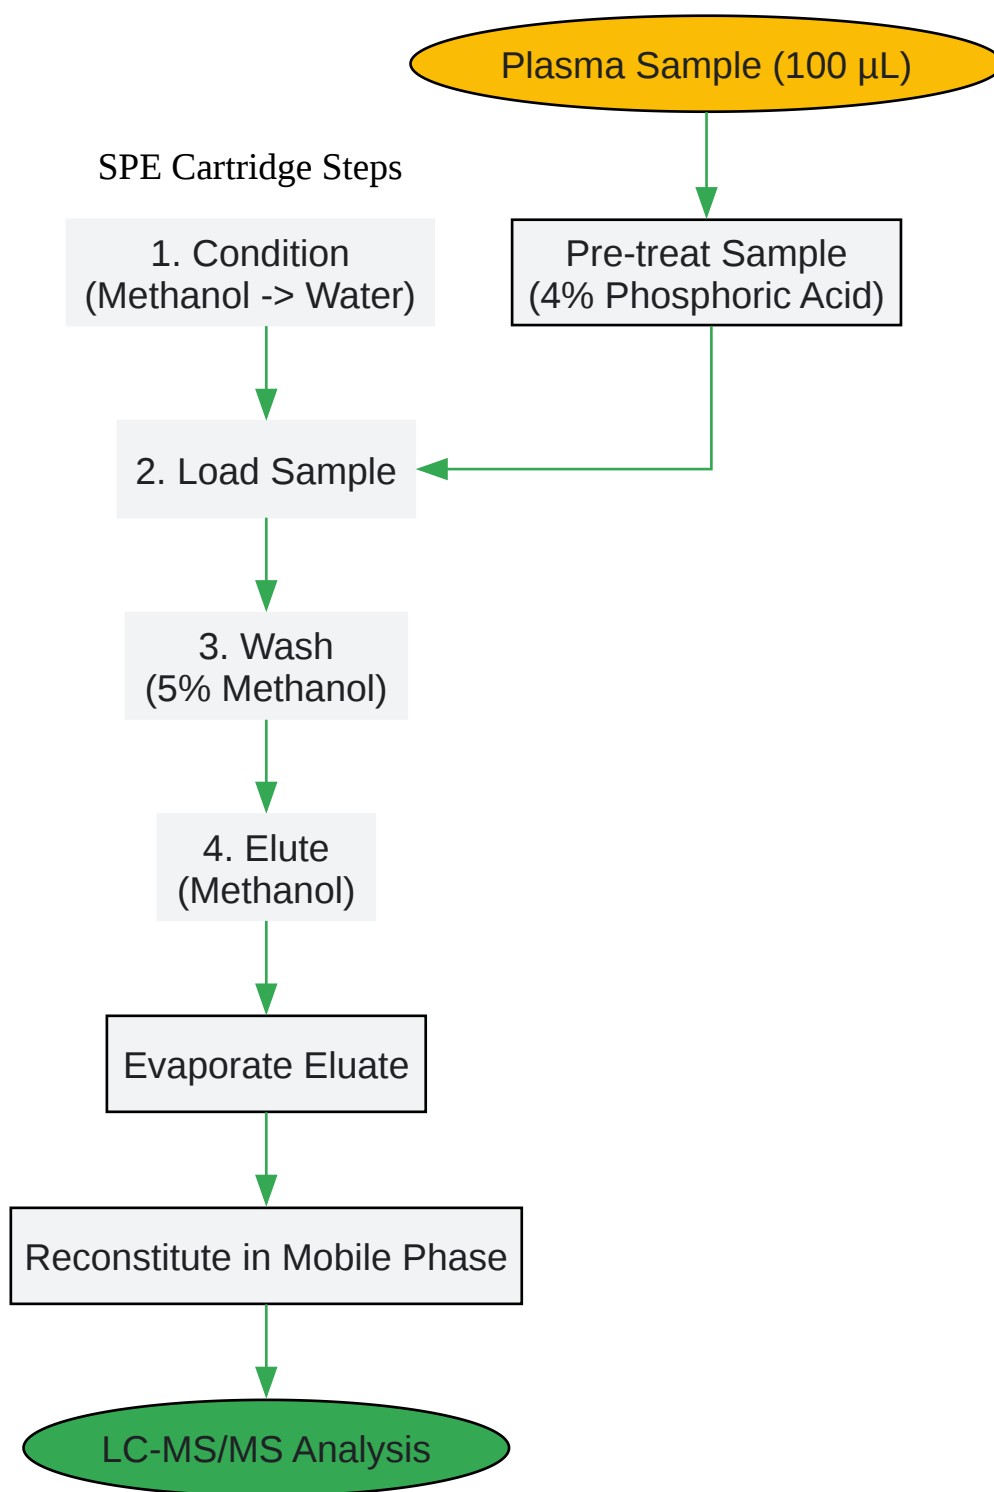 Plasma Sample (100 µL)
SPE Cartridge Steps
1. Condition
(Methanol -> Water)
Pre-treat Sample
(4% Phosphoric Acid)
2. Load Sample
3. Wash
(5% Methanol)
4. Elute
(Methanol)
Evaporate Eluate
Reconstitute in Mobile Phase
LC-MS/MS Analysis